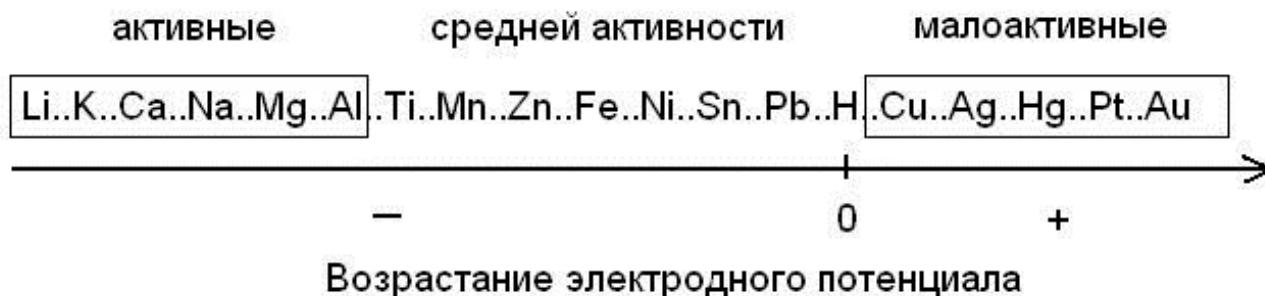 активные средней активности малоактивные
Li..K..Ca..Na..Mg..Al..Ti..Mn..Zn..Fe..Ni..Sn..Pb..H..Cu..Ag..Hg..Pt..Au
− 0 +
Возрастание электродного потенциала